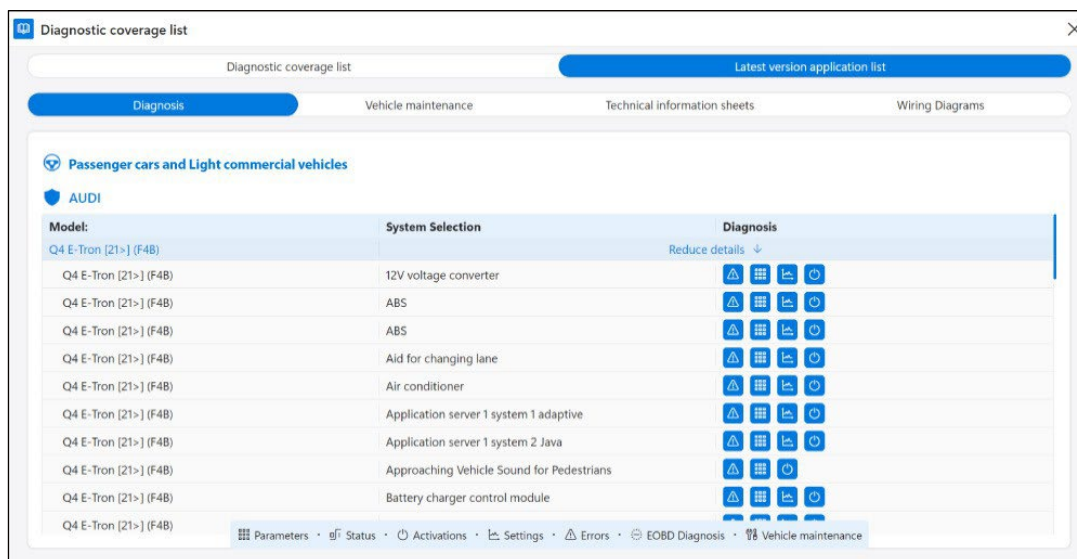 Diagnostic coverage list
Diagnostic coverage list Latest version application list
Diagnosis Vehicle maintenance Technical information sheets Wiring Diagrams
Passenger cars and Light commercial vehicles
AUDI
Model: System Selection Diagnosis
Q4 E-Tron [21>] (F4B) Reduce details
Q4 E-Tron [21>] (F4B) 12V voltage converter
Q4 E-Tron [21>] (F4B) ABS
Q4 E-Tron [21>] (F4B) ABS
Q4 E-Tron [21>] (F4B) Aid for changing lane
Q4 E-Tron [21>] (F4B) Air conditioner
Q4 E-Tron [21>] (F4B) Application server 1 system 1 adaptive
Q4 E-Tron [21>] (F4B) Application server 1 system 2 Java
Q4 E-Tron [21>] (F4B) Approaching Vehicle Sound for Pedestrians
Q4 E-Tron [21>] (F4B) Battery charger control module
Q4 E-Tron [21>] (F4B)
Parameters · Status · Activations · Settings · Errors · EOBD Diagnosis · Vehicle maintenance